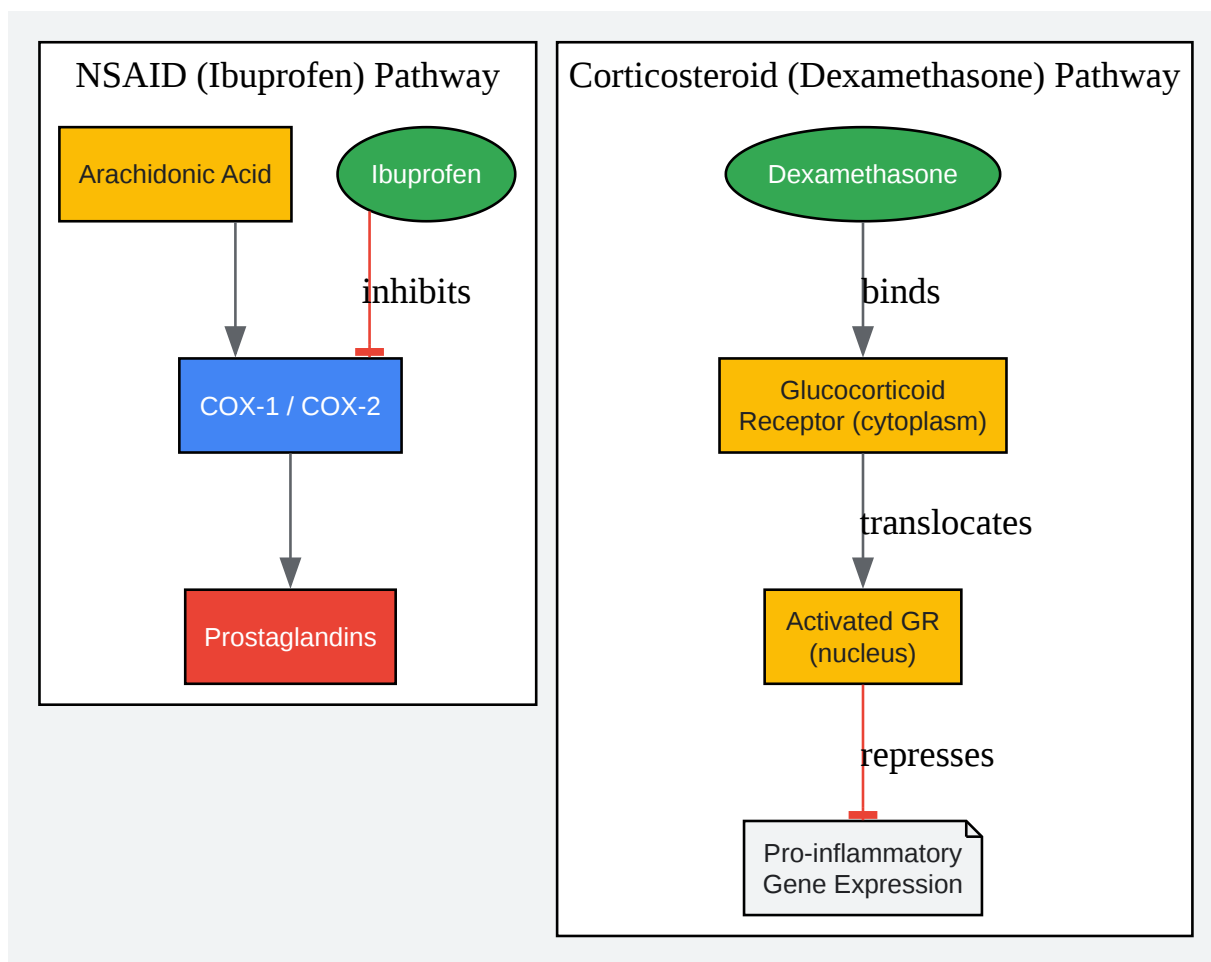 NSAID (Ibuprofen) Pathway
Arachidonic Acid
Ibuprofen
inhibits
COX-1 / COX-2
Prostaglandins
Corticosteroid (Dexamethasone) Pathway
Dexamethasone
binds
Glucocorticoid
Receptor (cytoplasm)
translocates
Activated GR
(nucleus)
represses
Pro-inflammatory
Gene Expression